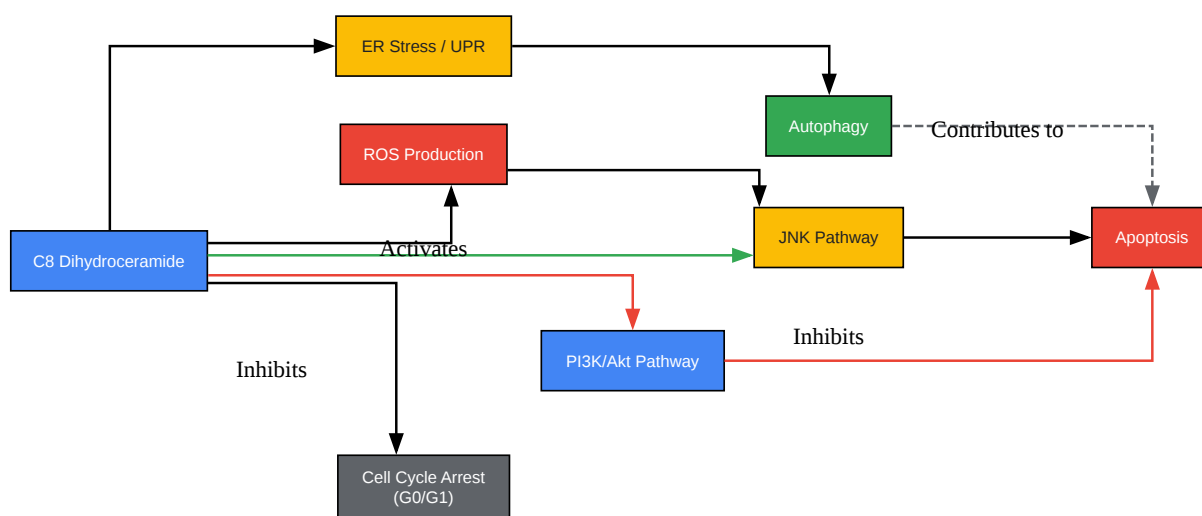 ER Stress / UPR
Autophagy
Contributes to
ROS Production
C8 Dihydroceramide
Activates
JNK Pathway
Apoptosis
Inhibits
PI3K/Akt Pathway
Inhibits
Cell Cycle Arrest
(G0/G1)